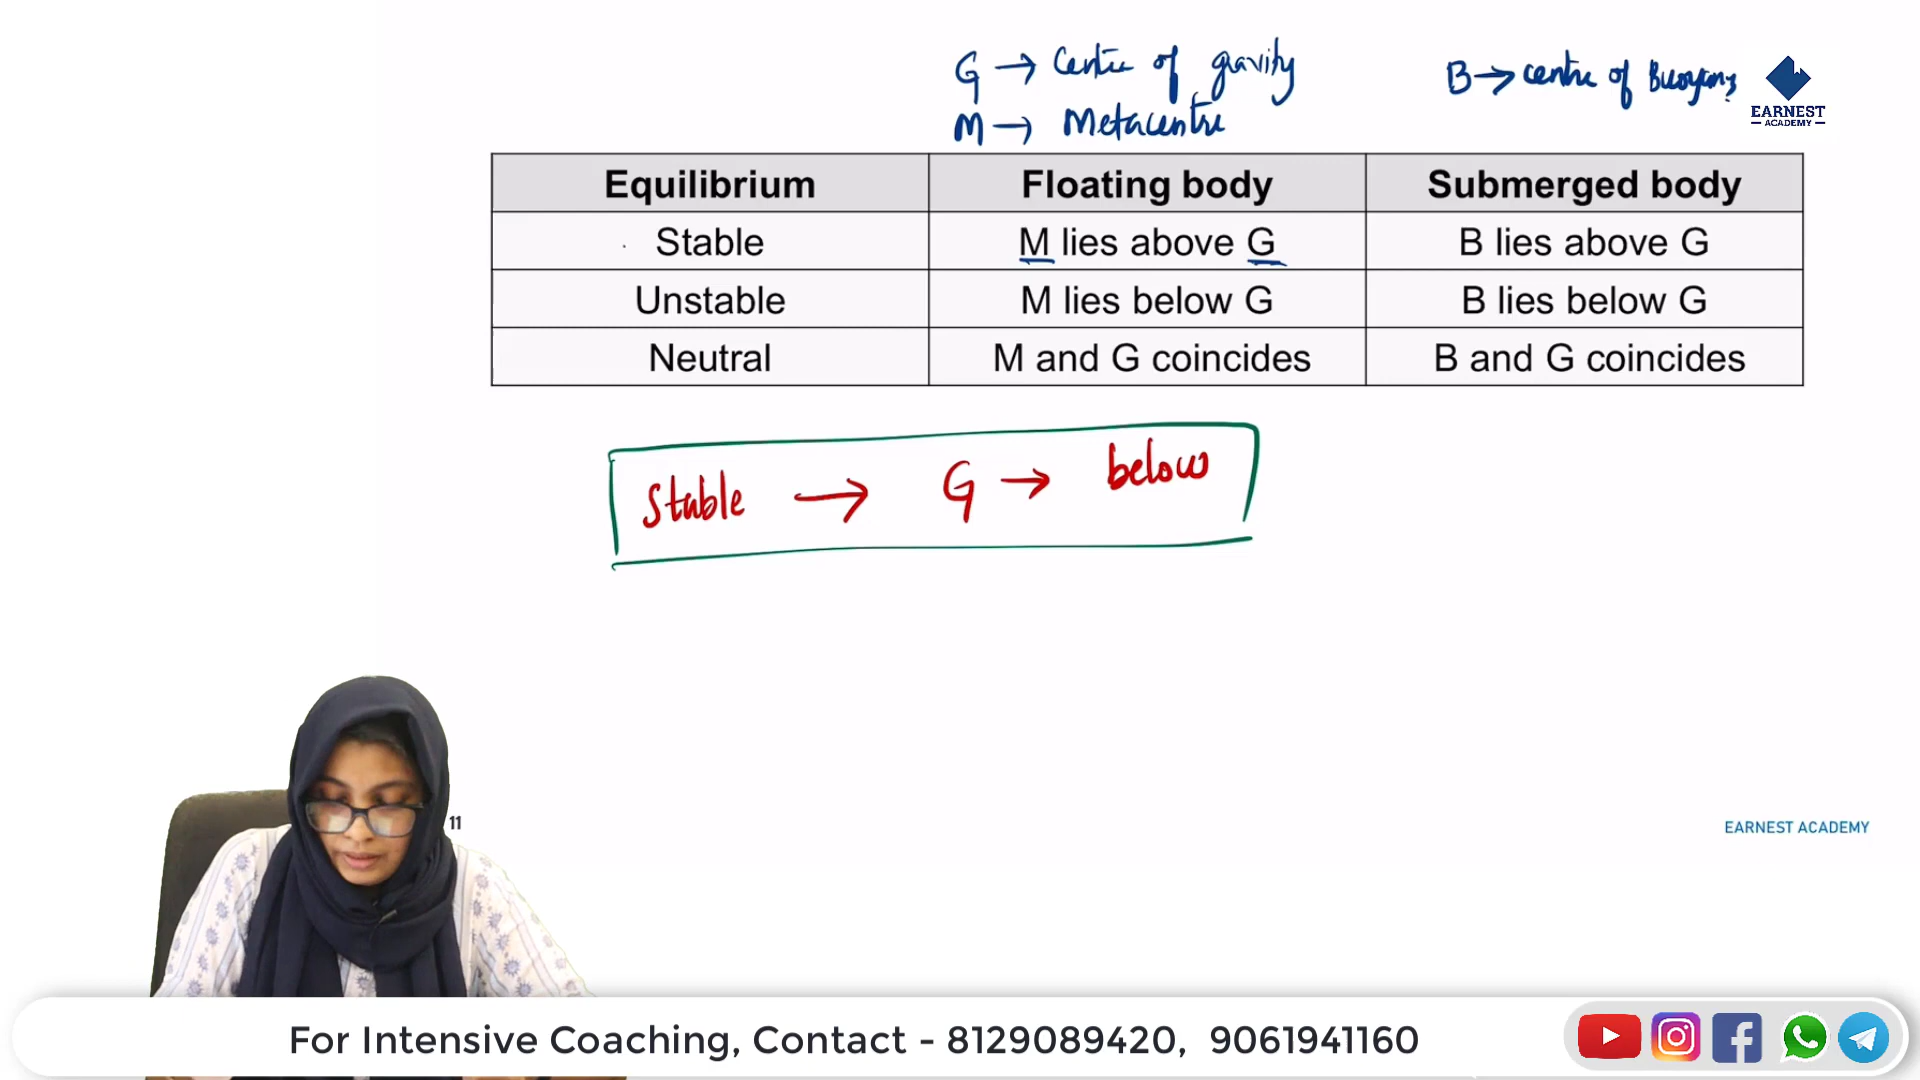 G → Centre of gravity
B → centre of Buoyancy
M → Metacentre
EARNEST
ACADEMY
Equilibrium Floating body Submerged body
Stable M lies above G B lies above G
Unstable M lies below G B lies below G
Neutral M and G coincides B and G coincides
Stable → G → below
11
EARNEST ACADEMY
For Intensive Coaching, Contact - 8129089420, 9061941160